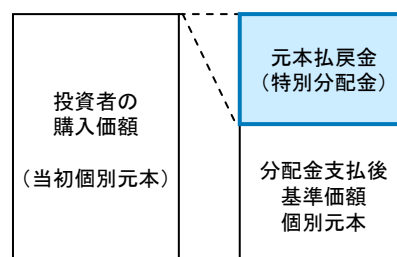 投資者の
購入価額
（当初個別元本）
元本払戻金
（特別分配金）
分配金支払後
基準価額
個別元本